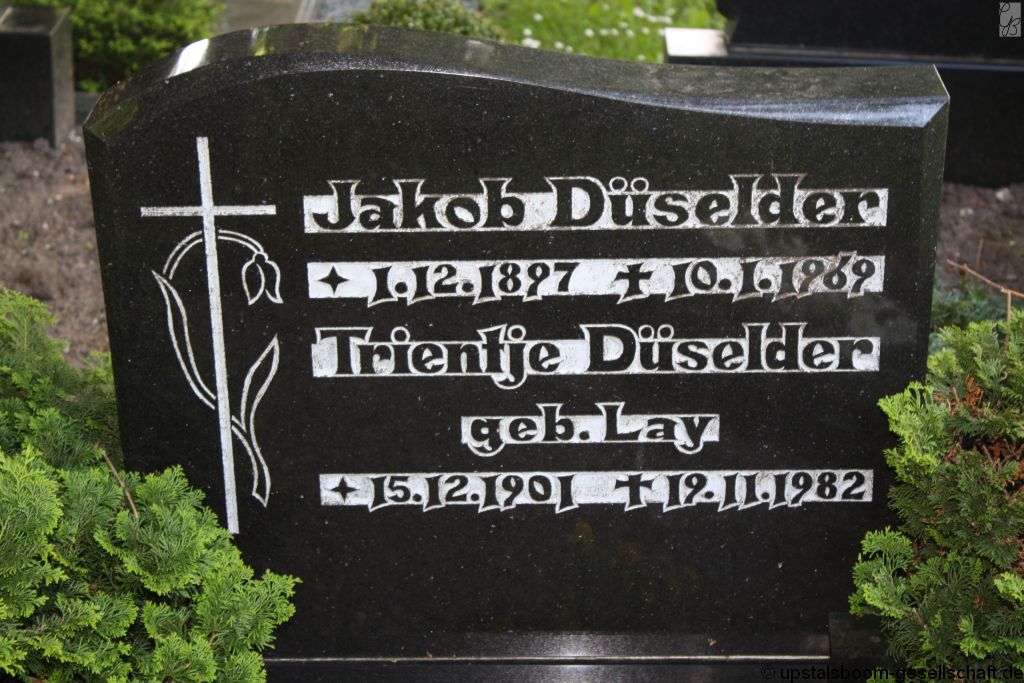 Jakob Düselder
✦ 1.12.1897 ✝ 10.1.1969
Trientje Düselder
geb. Lay
✦ 15.12.1901 ✝ 19.11.1982
© upstalsboom-gesellschaft.de